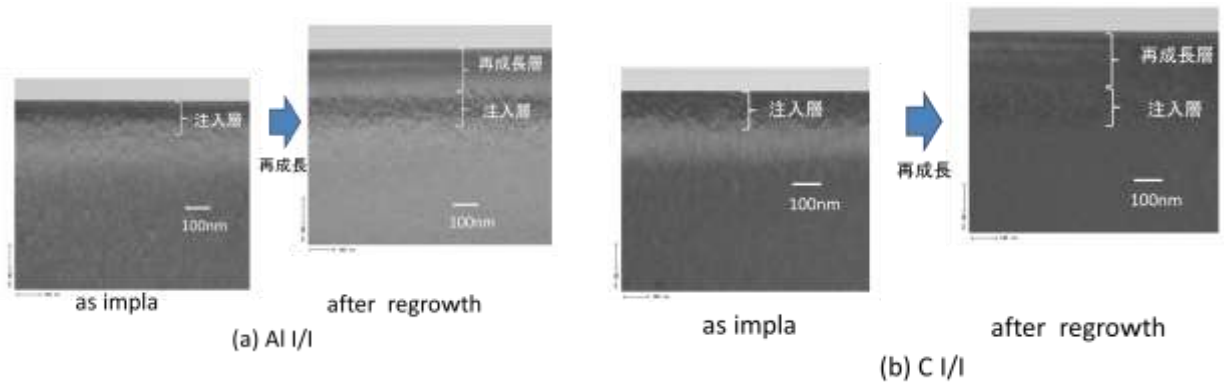 注入層
100nm
as impla
再成長
再成長層
注入層
100nm
after regrowth
(a) Al I/I
注入層
100nm
as impla
再成長
再成長層
注入層
100nm
after regrowth
(b) C I/I